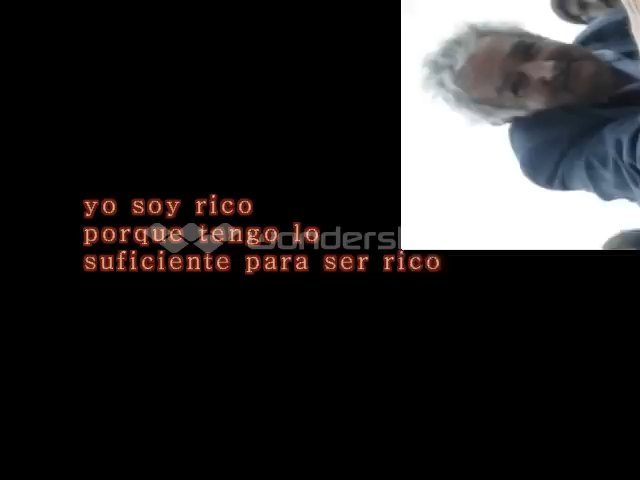 yo soy rico
porque tengo lo
suficiente para ser rico